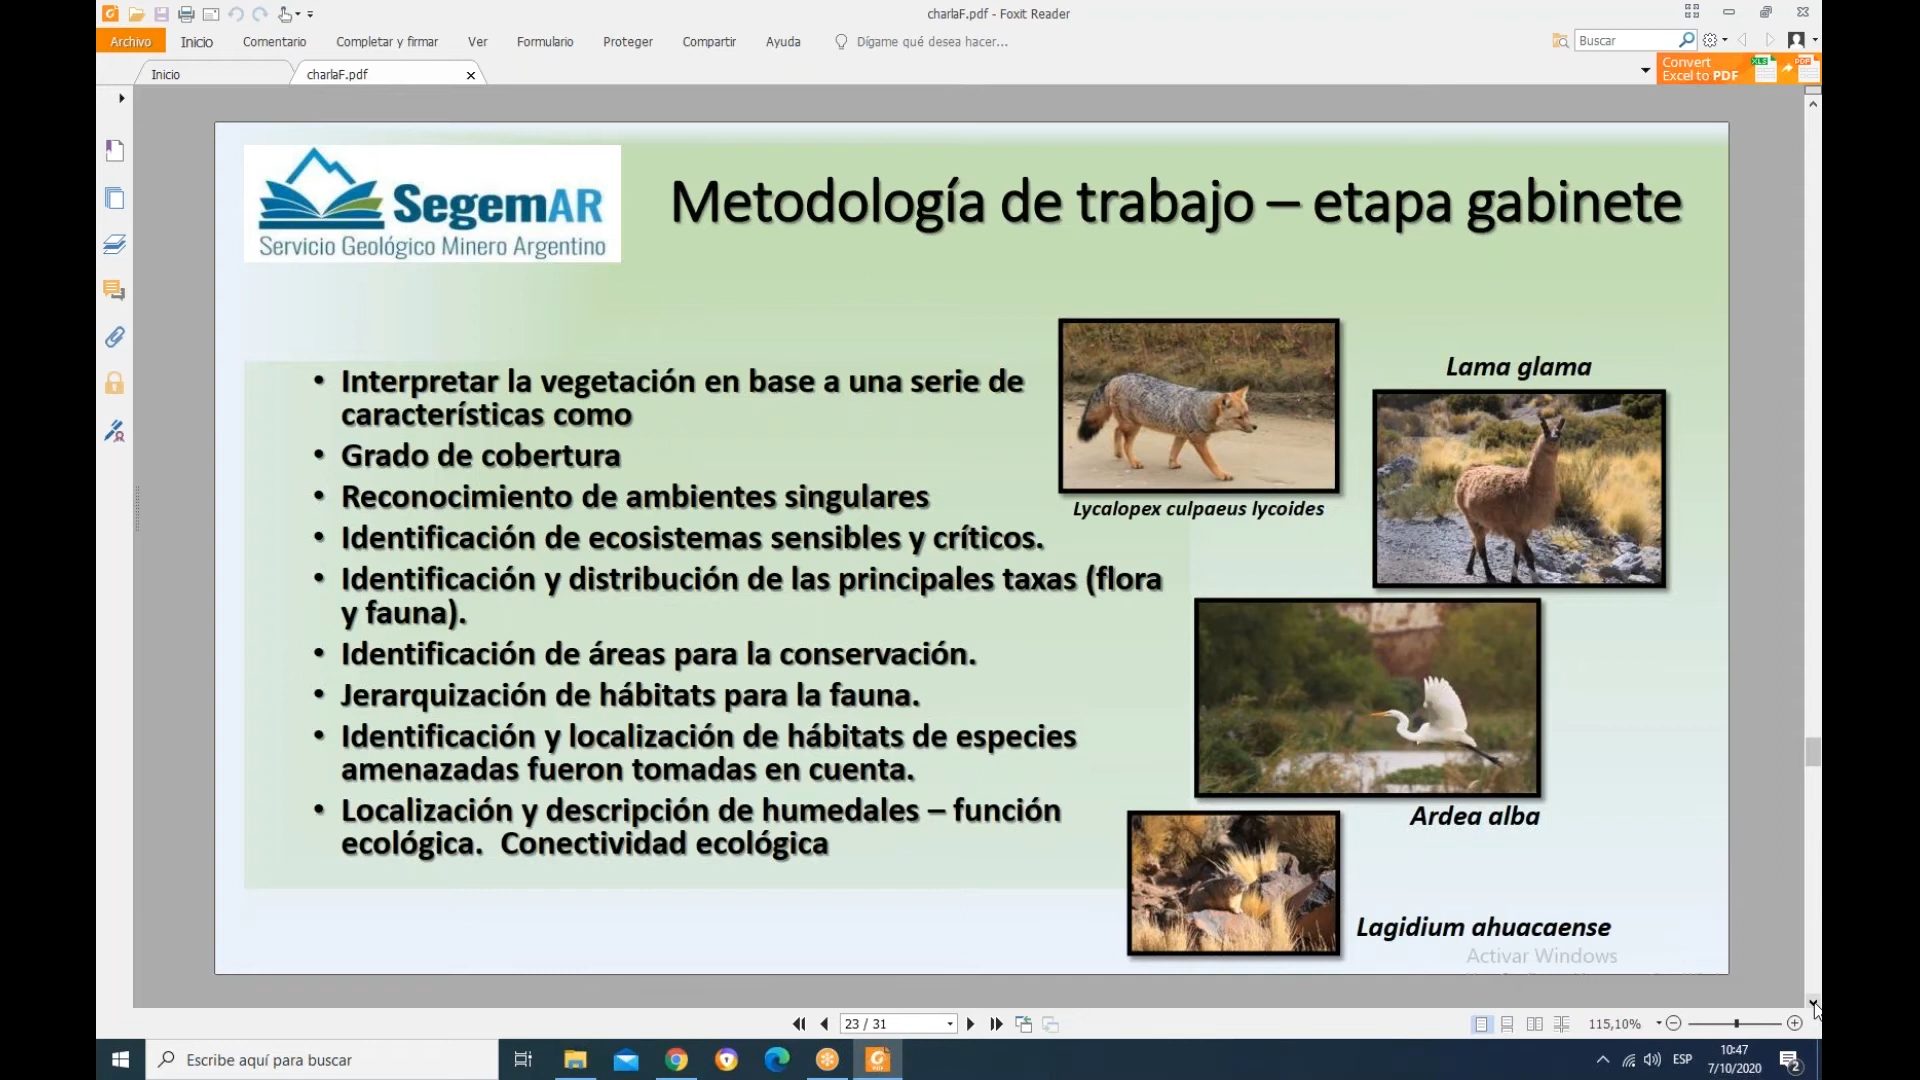 charlaF.pdf - Foxit Reader
Archivo Inicio Comentario Completar y firmar Ver Formulario Proteger Compartir Ayuda Dígame qué desea hacer... Buscar
Inicio charlaF.pdf
Convert
Excel to PDF
XLS PDF
SegemAR
Servicio Geológico Minero Argentino
Metodología de trabajo – etapa gabinete
• Interpretar la vegetación en base a una serie de
características como
• Grado de cobertura
• Reconocimiento de ambientes singulares
• Identificación de ecosistemas sensibles y críticos.
• Identificación y distribución de las principales taxas (flora
y fauna).
• Identificación de áreas para la conservación.
• Jerarquización de hábitats para la fauna.
• Identificación y localización de hábitats de especies
amenazadas fueron tomadas en cuenta.
• Localización y descripción de humedales – función
ecológica. Conectividad ecológica
Lycalopex culpaeus lycoides
Lama glama
Ardea alba
Lagidium ahuacaense
Activar Windows
23 / 31
115,10%
Escribe aquí para buscar
ESP
10:47
7/10/2020
2